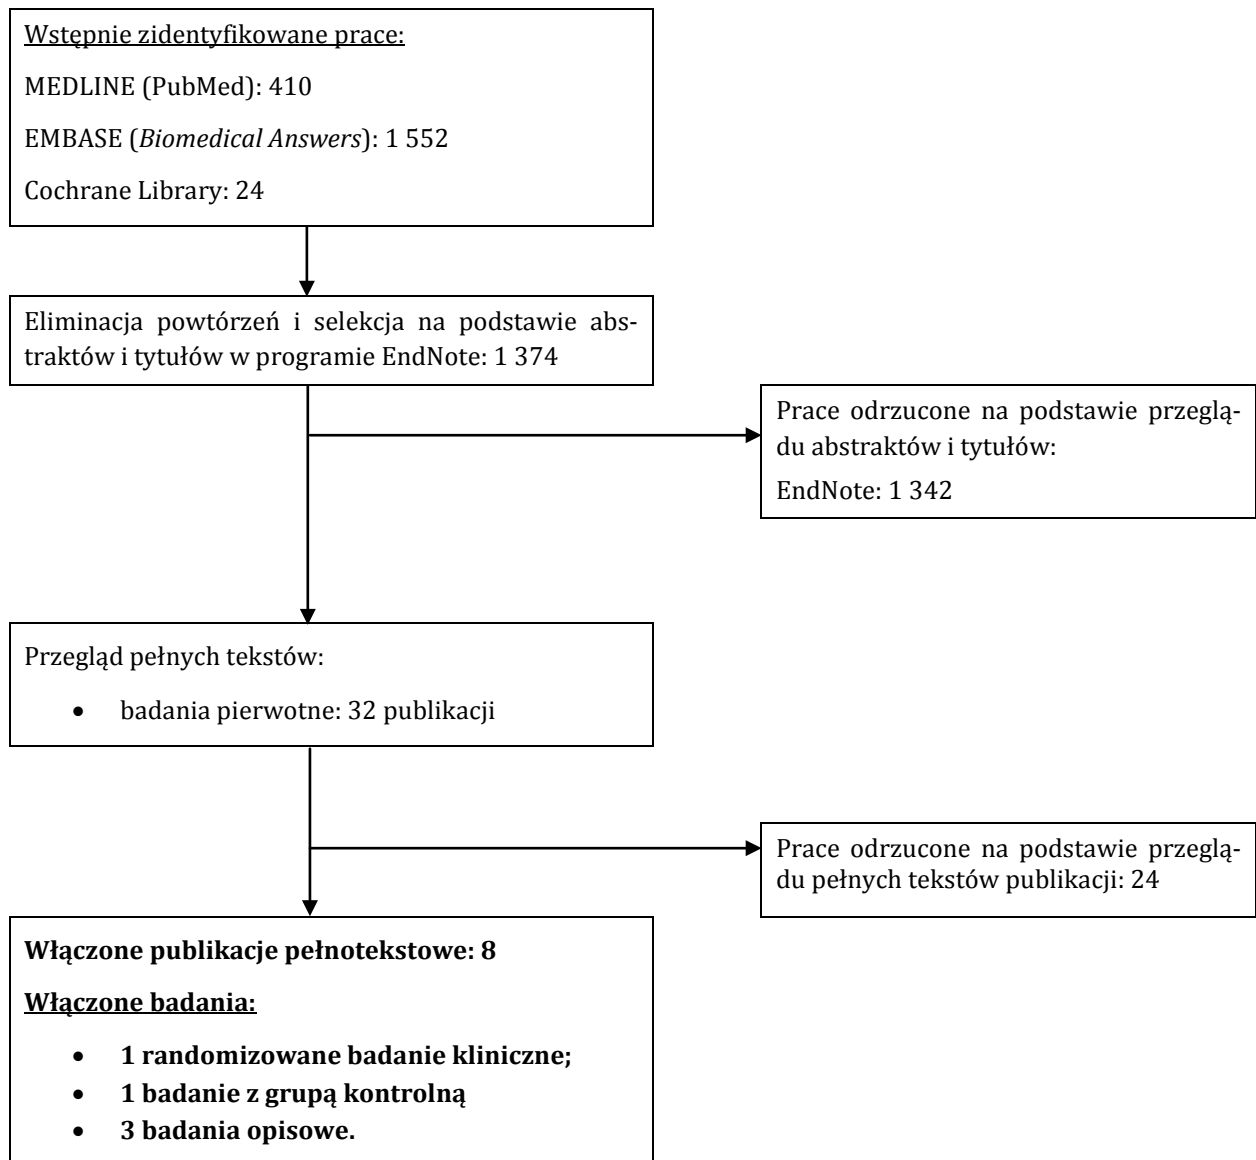 Wstępnie zidentyfikowane prace:
MEDLINE (PubMed): 410
EMBASE (Biomedical Answers): 1 552
Cochrane Library: 24
Eliminacja powtórzeń i selekcja na podstawie abs-
traktów i tytułów w programie EndNote: 1 374
Prace odrzucone na podstawie przeglą-
du abstraktów i tytułów:
EndNote: 1 342
Przegląd pełnych tekstów:
• badania pierwotne: 32 publikacji
Prace odrzucone na podstawie przeglą-
du pełnych tekstów publikacji: 24
Włączone publikacje pełnotekstowe: 8
Włączone badania:
• 1 randomizowane badanie kliniczne;
• 1 badanie z grupą kontrolną
• 3 badania opisowe.